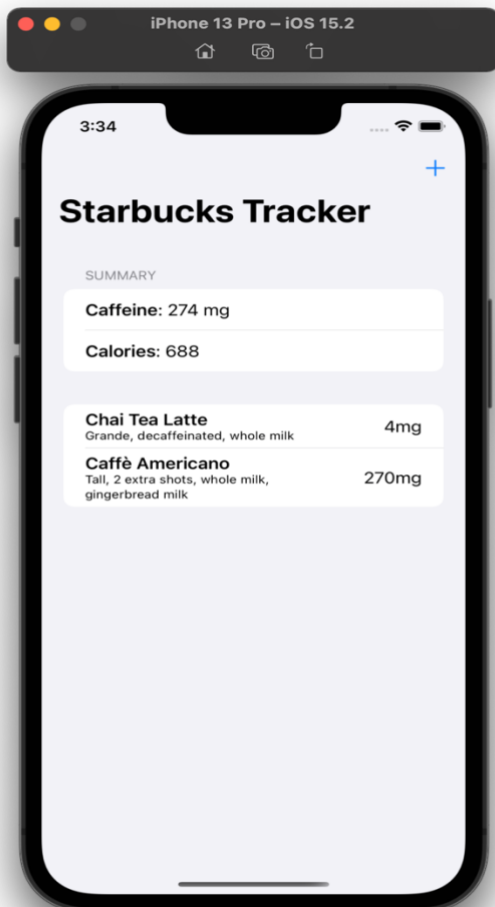 iPhone 13 Pro – iOS 15.2
3:34
Starbucks Tracker
SUMMARY
Caffeine: 274 mg
Calories: 688
Chai Tea Latte
Grande, decaffeinated, whole milk
4mg
Caffè Americano
Tall, 2 extra shots, whole milk,
gingerbread milk
270mg